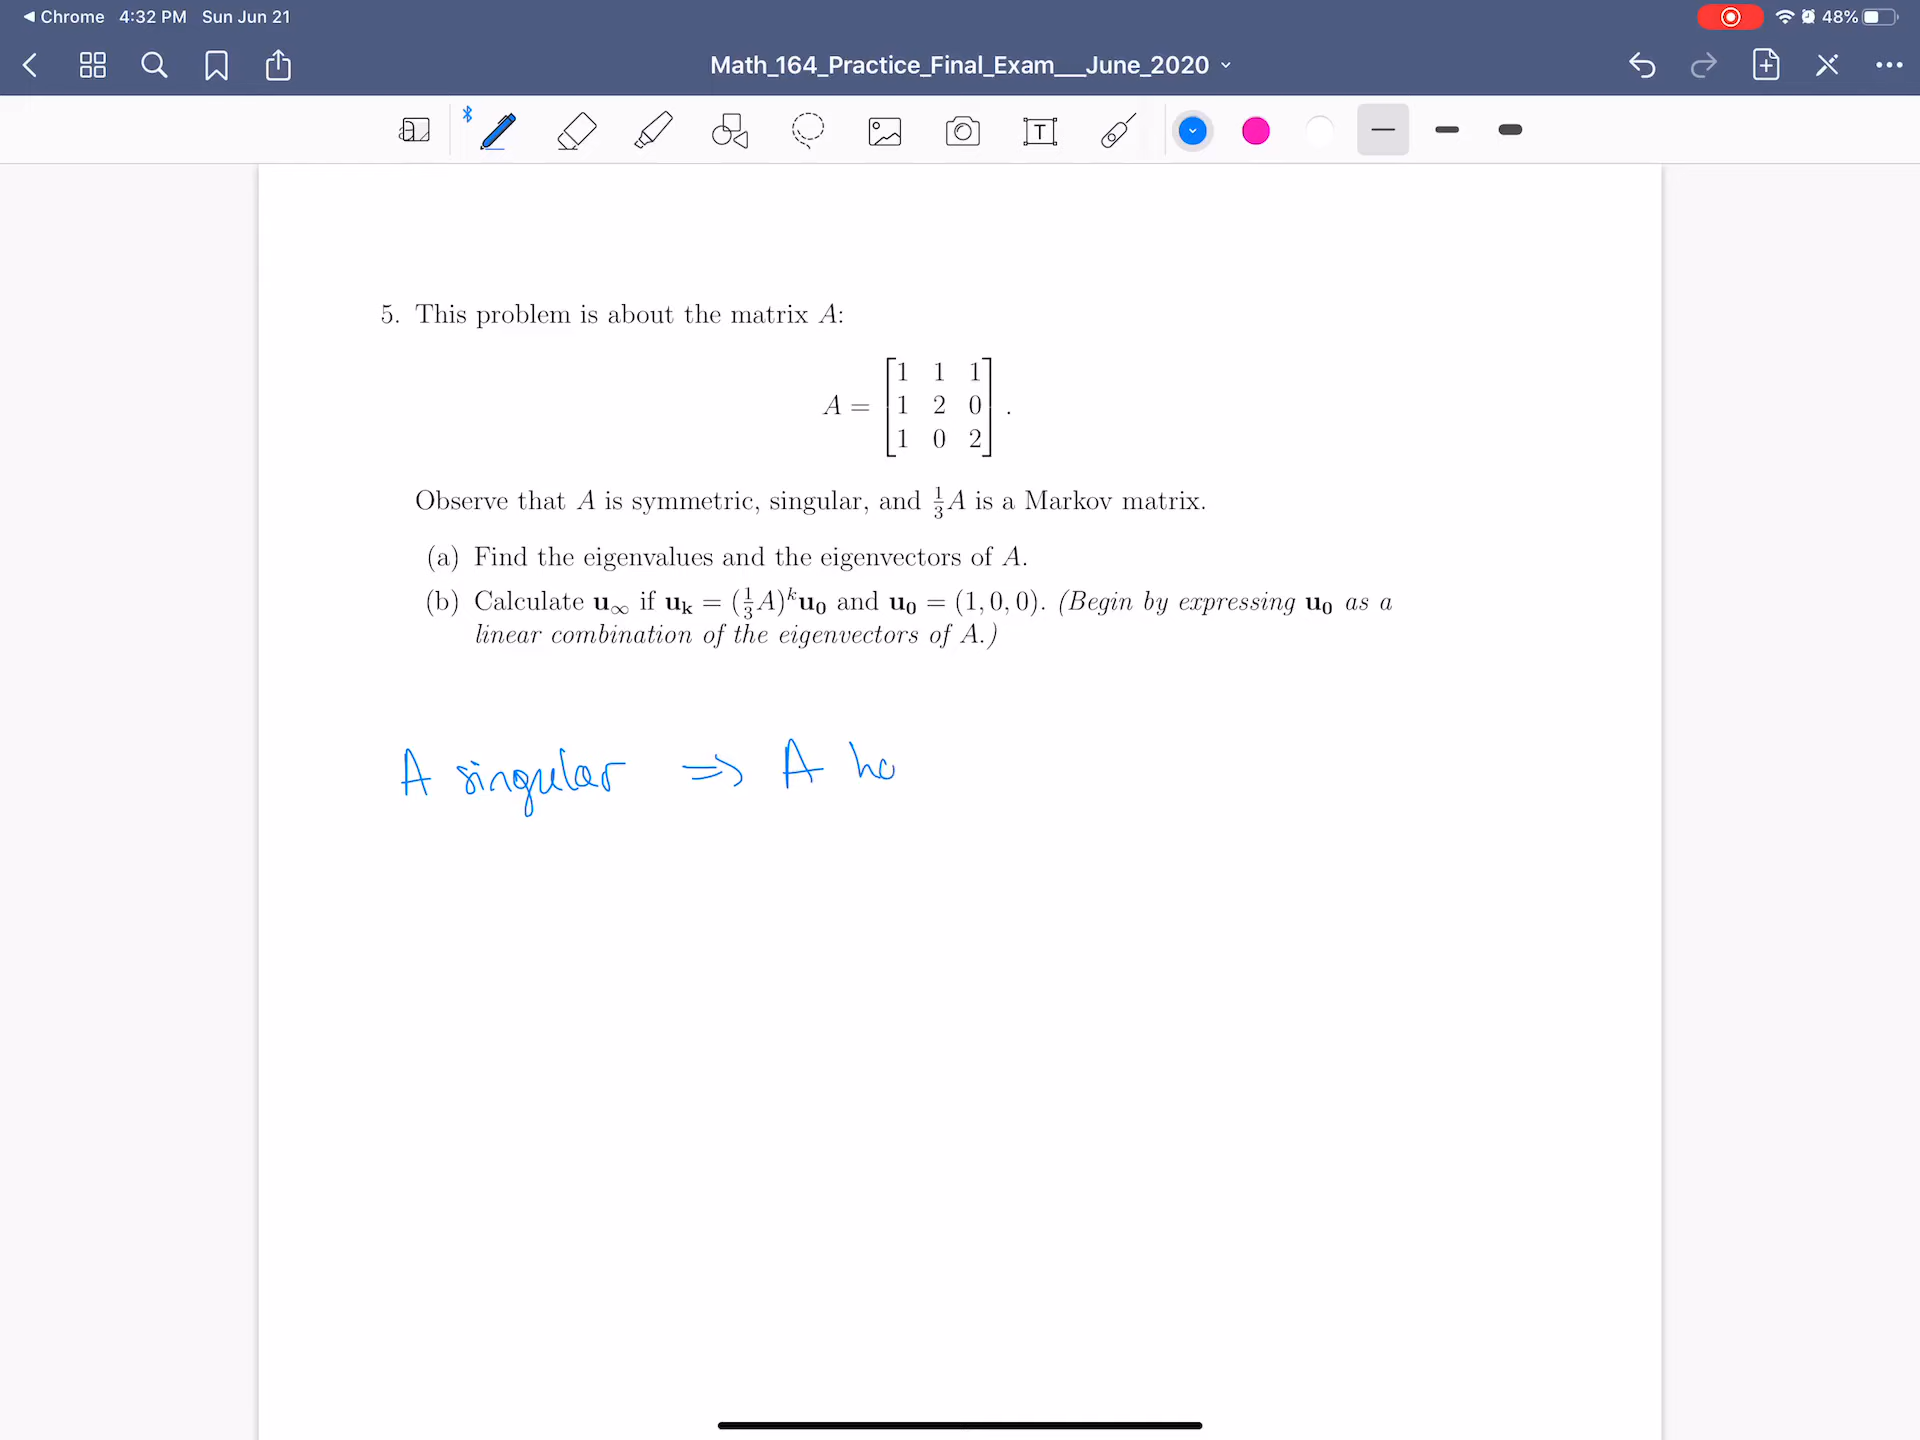 ◀ Chrome 4:32 PM Sun Jun 21 48%
Math_164_Practice_Final_Exam__June_2020
a T
5. This problem is about the matrix A:
A = [1 1 1
1 2 0
1 0 2].
Observe that A is symmetric, singular, and 1/3 A is a Markov matrix.
(a) Find the eigenvalues and the eigenvectors of A.
(b) Calculate u∞ if uk = (1/3 A)^k u0 and u0 = (1, 0, 0). (Begin by expressing u0 as a
linear combination of the eigenvectors of A.)
A singular => A ha